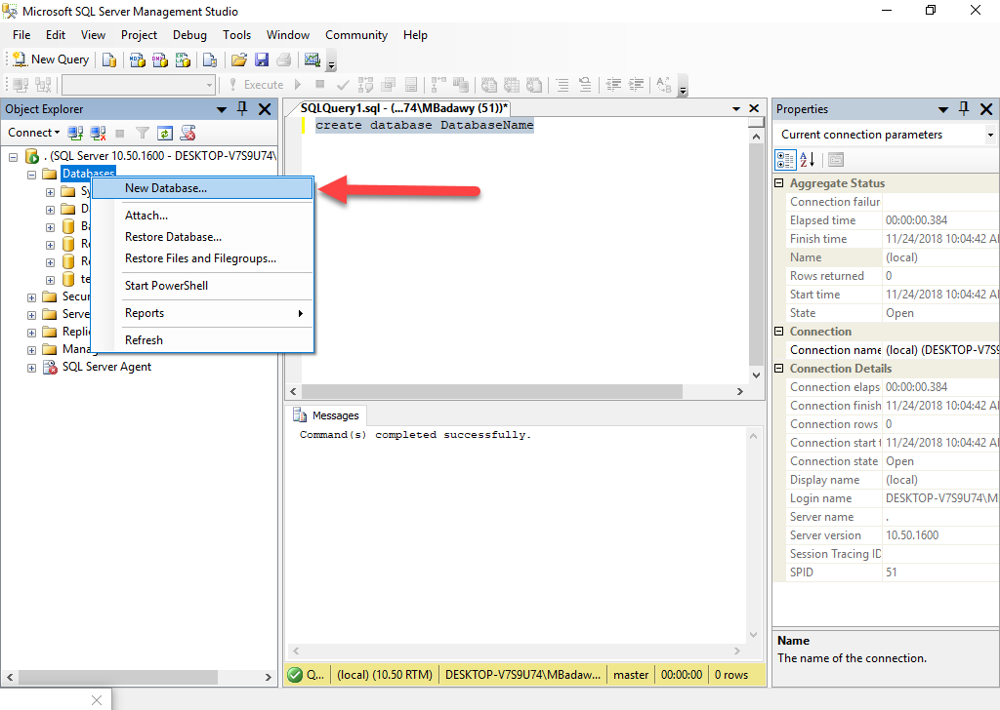 Microsoft SQL Server Management Studio
File Edit View Project Debug Tools Window Community Help
New Query
Execute
Object Explorer
Connect
. (SQL Server 10.50.1600 - DESKTOP-V7S9U74\
Databases
Sy
D
Ba
Re
Re
te
Secur
Serve
Repli
Manag
SQL Server Agent
New Database...
Attach...
Restore Database...
Restore Files and Filegroups...
Start PowerShell
Reports
Refresh
SQLQuery1.sql - (...74\MBadawy (51))*
create database DatabaseName
Messages
Command(s) completed successfully.
Q... (local) (10.50 RTM) DESKTOP-V7S9U74\MBadaw... master 00:00:00 0 rows
Properties
Current connection parameters
Aggregate Status
Connection failur
Elapsed time 00:00:00.384
Finish time 11/24/2018 10:04:42 A
Name (local)
Rows returned 0
Start time 11/24/2018 10:04:42 A
State Open
Connection
Connection name (local) (DESKTOP-V7S9
Connection Details
Connection elaps 00:00:00.384
Connection finish 11/24/2018 10:04:42 A
Connection rows 0
Connection start t 11/24/2018 10:04:42 A
Connection state Open
Display name (local)
Login name DESKTOP-V7S9U74\M
Server name .
Server version 10.50.1600
Session Tracing ID
SPID 51
Name
The name of the connection.